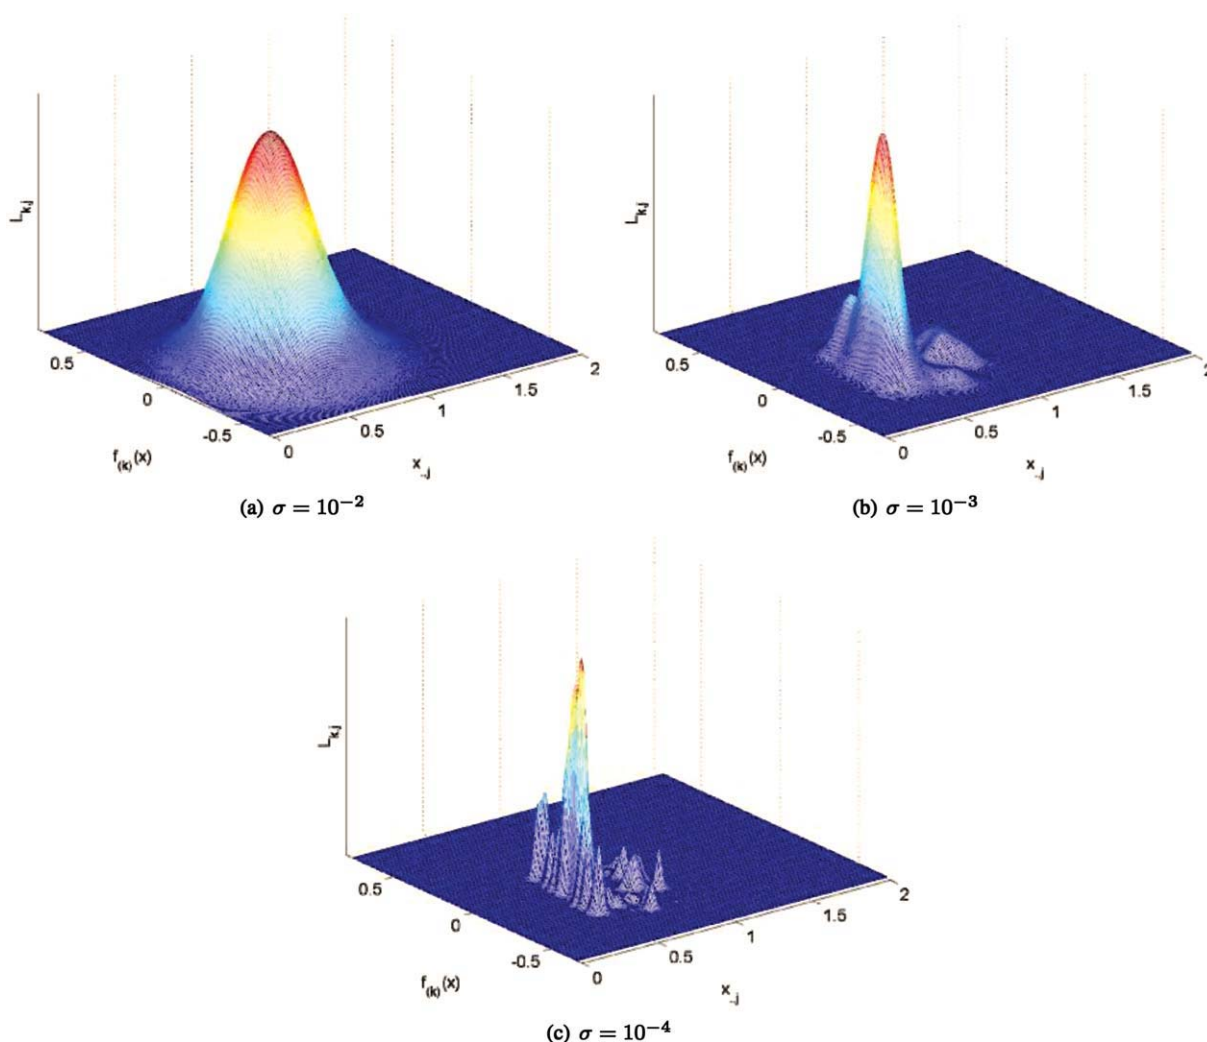 L_{k,j}
0.5
0
-0.5
f_{(k)}(x)
0
0.5
1
1.5
2
x_{..j}
(a) σ = 10⁻²
L_{k,j}
0.5
0
-0.5
f_{(k)}(x)
0
0.5
1
1.5
2
x_{..j}
(b) σ = 10⁻³
L_{k,j}
0.5
0
-0.5
f_{(k)}(x)
0
0.5
1
1.5
2
x_{..j}
(c) σ = 10⁻⁴